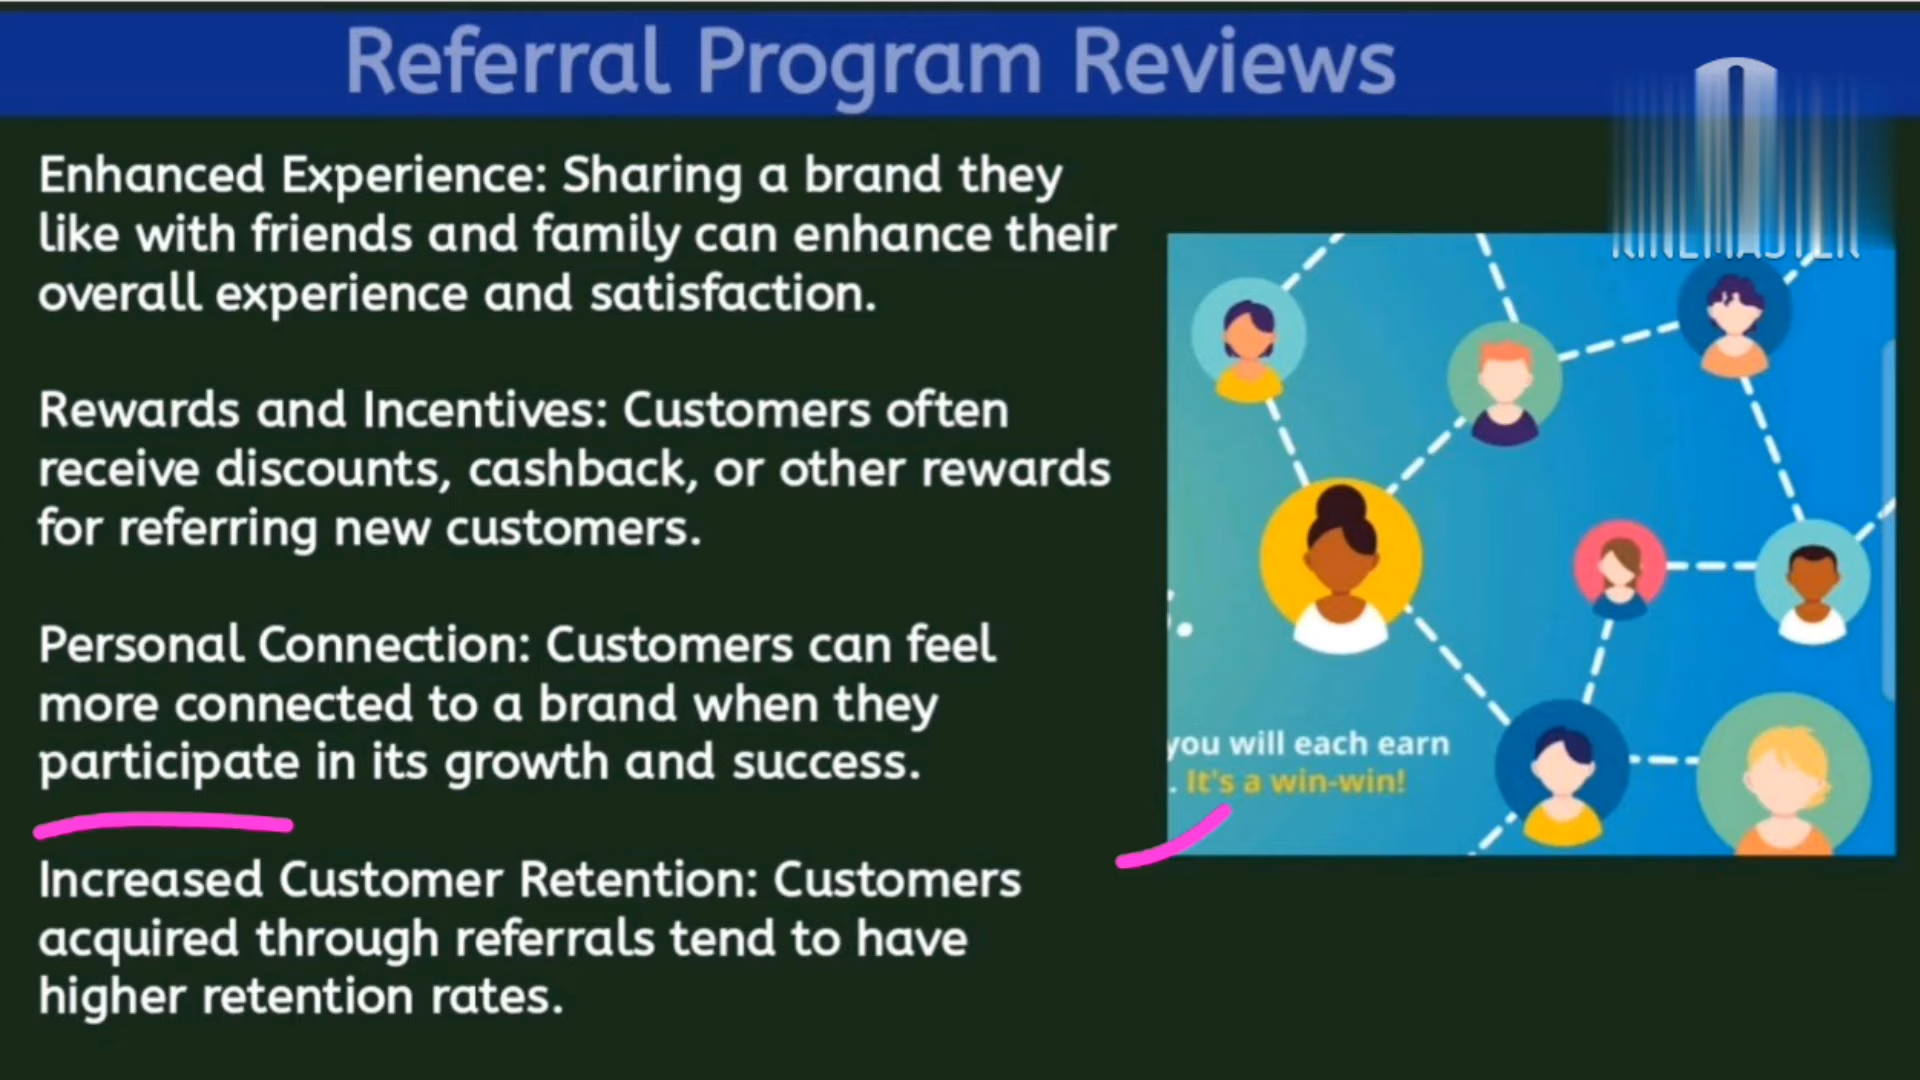 Referral Program Reviews
Enhanced Experience: Sharing a brand they
like with friends and family can enhance their
overall experience and satisfaction.
Rewards and Incentives: Customers often
receive discounts, cashback, or other rewards
for referring new customers.
Personal Connection: Customers can feel
more connected to a brand when they
participate in its growth and success.
Increased Customer Retention: Customers
acquired through referrals tend to have
higher retention rates.
KINEMASTER
you will each earn
. It's a win-win!